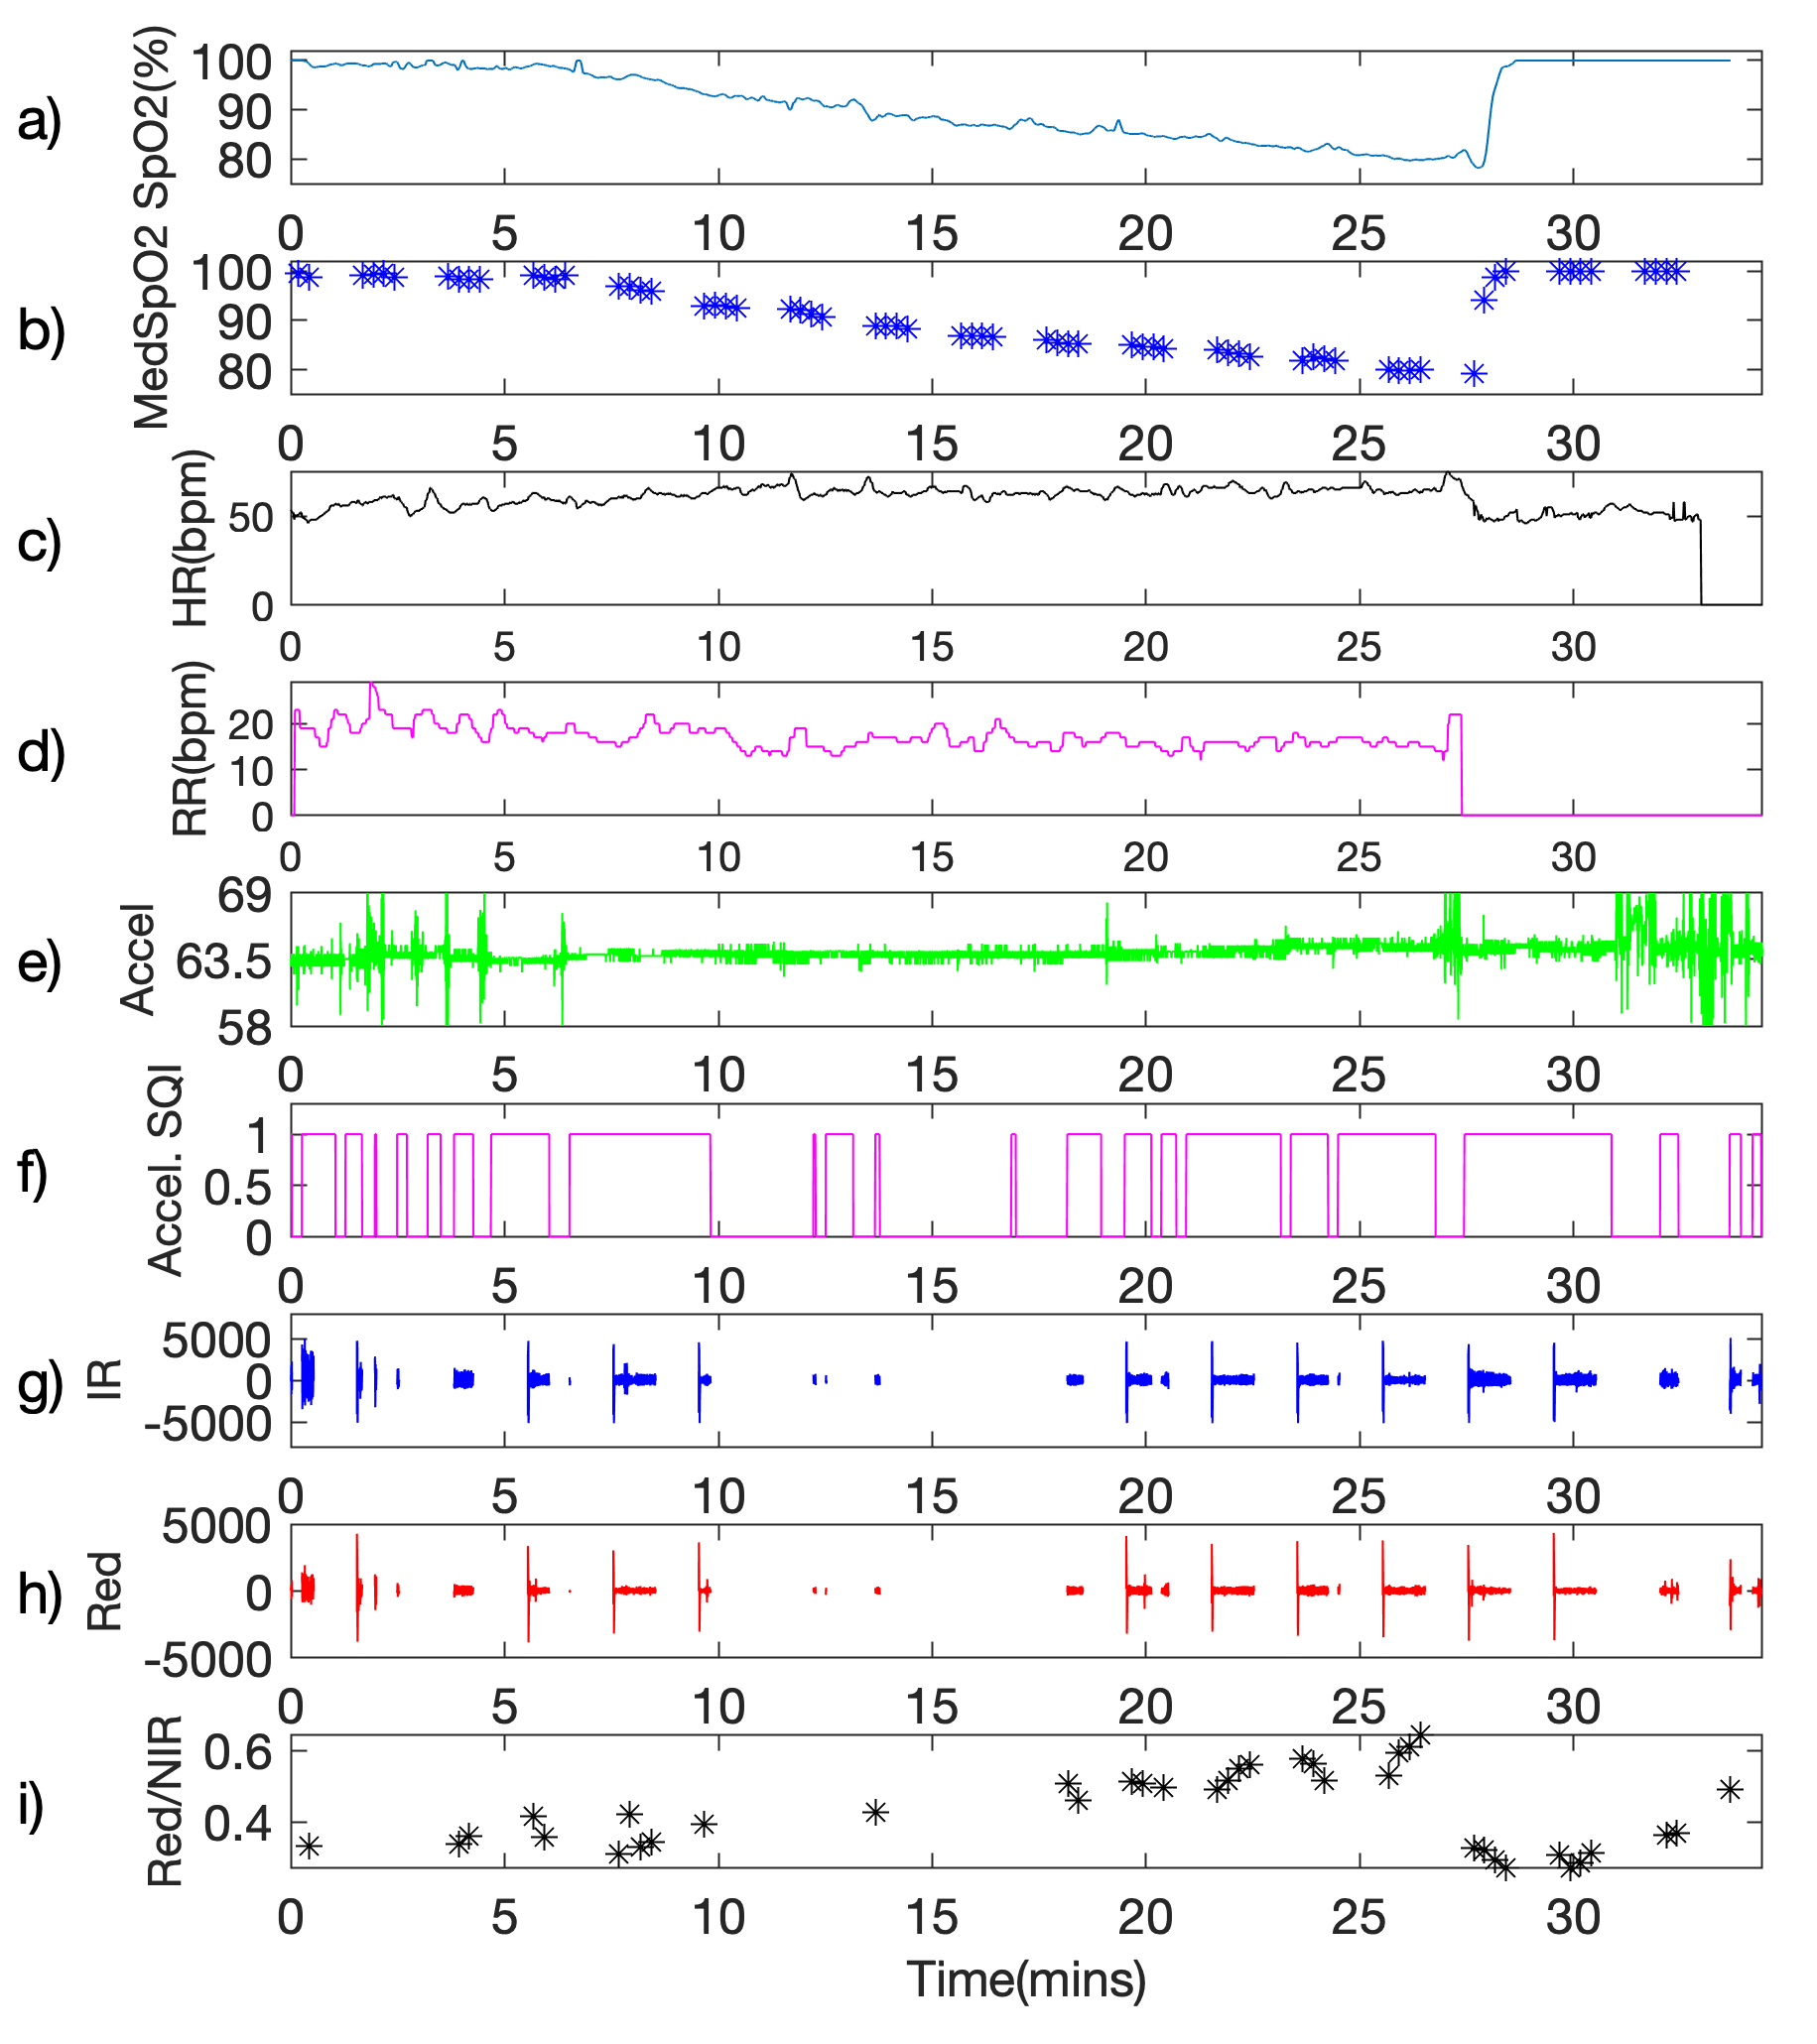 a)
SpO2(%)
100
90
80
0 5 10 15 20 25 30
b)
MedSpO2
100
90
80
0 5 10 15 20 25 30
c)
HR(bpm)
50
0
0 5 10 15 20 25 30
d)
RR(bpm)
20
10
0
0 5 10 15 20 25 30
e)
Accel
69
63.5
58
0 5 10 15 20 25 30
f)
Accel. SQI
1
0.5
0
0 5 10 15 20 25 30
g)
IR
5000
0
-5000
0 5 10 15 20 25 30
h)
Red
5000
0
-5000
0 5 10 15 20 25 30
i)
Red/NIR
0.6
0.4
0 5 10 15 20 25 30
Time(mins)